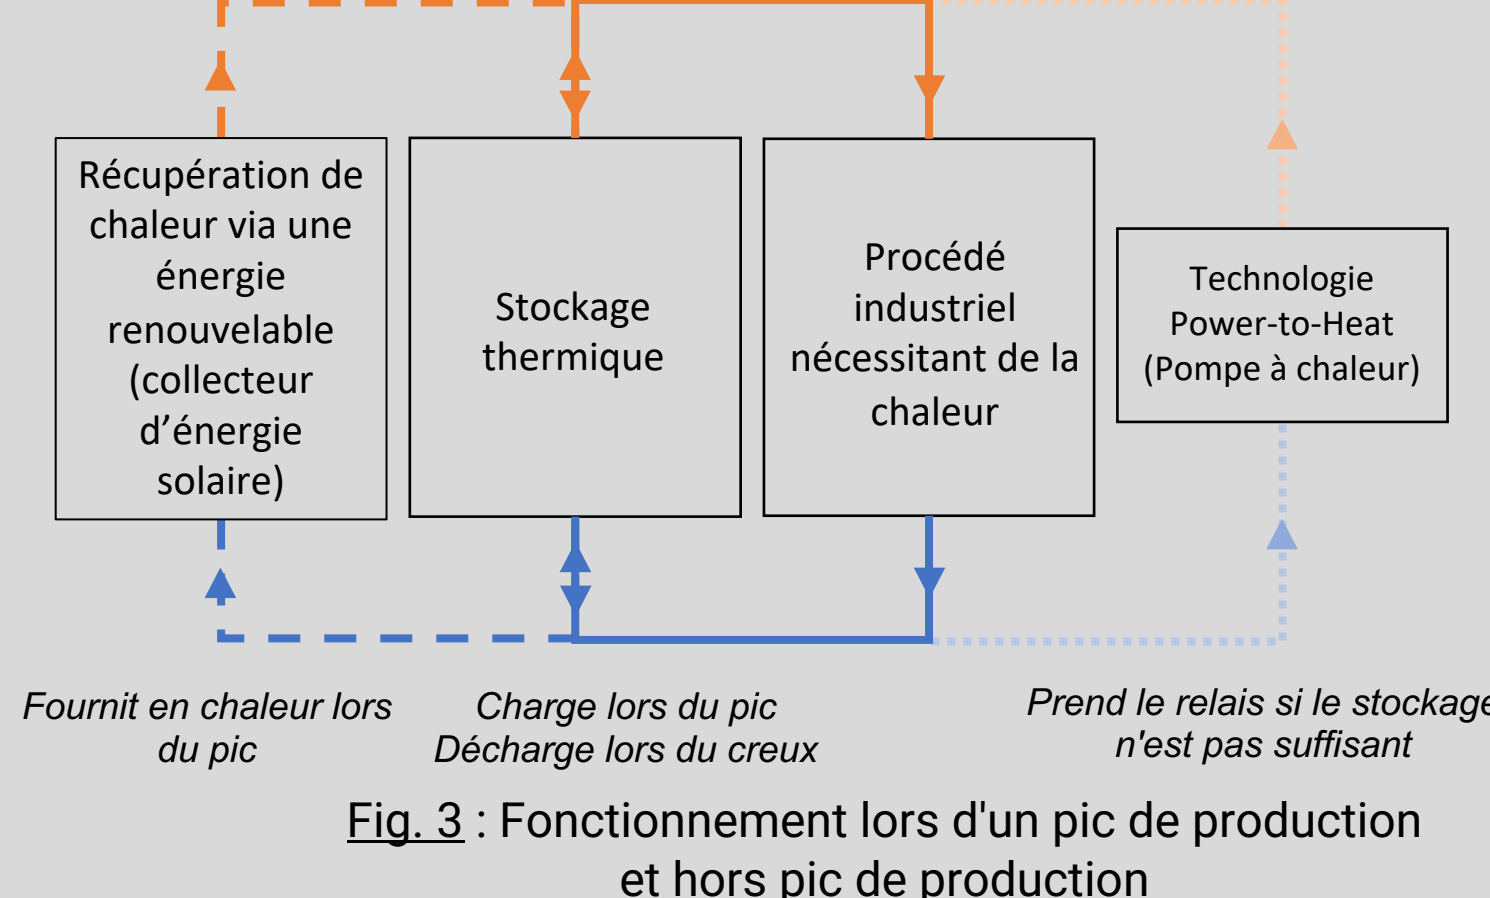 Récupération de
chaleur via une
énergie
renouvelable
(collecteur
d’énergie
solaire)
Stockage
thermique
Procédé
industriel
nécessitant de la
chaleur
Technologie
Power-to-Heat
(Pompe à chaleur)
Fournit en chaleur lors
du pic
Charge lors du pic
Décharge lors du creux
Prend le relais si le stockage
n'est pas suffisant
Fig. 3 : Fonctionnement lors d'un pic de production
et hors pic de production